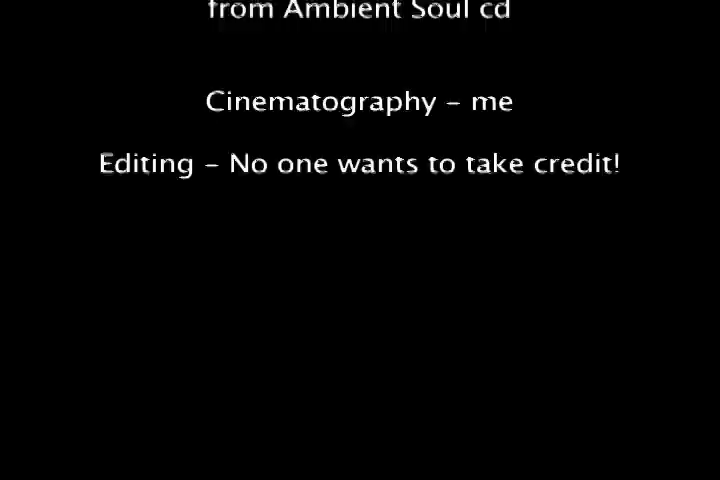 from Ambient Soul cd
Cinematography - me
Editing - No one wants to take credit!